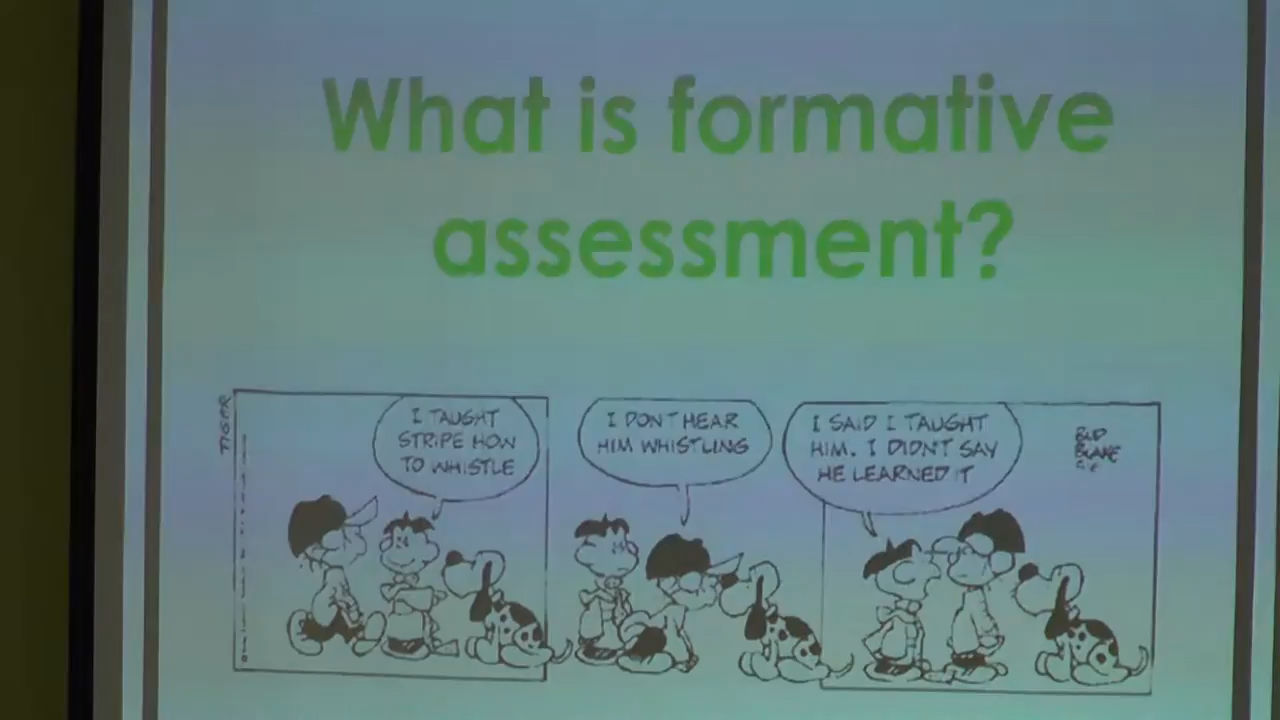 What is formative
assessment?
TIGER
I TAUGHT
STRIPE HOW
TO WHISTLE
I DON'T HEAR
HIM WHISTLING
I SAID I TAUGHT
HIM. I DIDN'T SAY
HE LEARNED IT
BUD
BLAKE